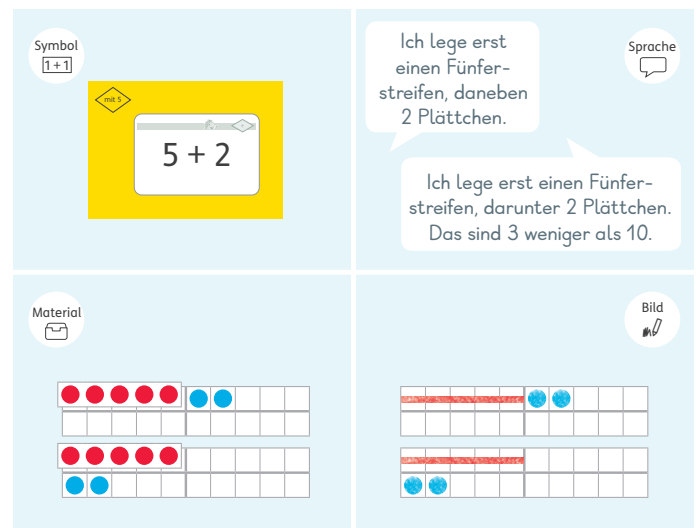 Symbol
1+1
mit 5
5 + 2
Sprache
Ich lege erst
einen Fünfer-
streifen, daneben
2 Plättchen.
Ich lege erst einen Fünfer-
streifen, darunter 2 Plättchen.
Das sind 3 weniger als 10.
Material
Bild